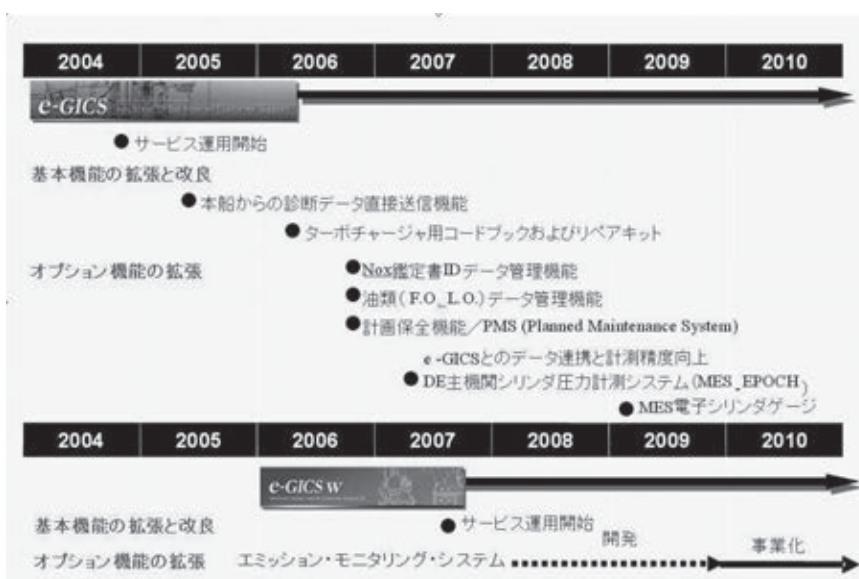 2004 2005 2006 2007 2008 2009 2010
e-GICS
●サービス運用開始
基本機能の拡張と改良
●本船からの診断データ直接送信機能
●ターボチャージャ用コードブックおよびリペアキット
オプション機能の拡張
●Nox鑑定書IDデータ管理機能
●油類(F.O_L.O.)データ管理機能
●計画保全機能/PMS (Planned Maintenance System)
e-GICSとのデータ連携と計測精度向上
●DE主機関シリンダ圧力計測システム(MES_EPOCH)
●MES電子シリンダゲージ
2004 2005 2006 2007 2008 2009 2010
e-GICS W
基本機能の拡張と改良
●サービス運用開始
開発
事業化
オプション機能の拡張 エミッション・モニタリング・システム